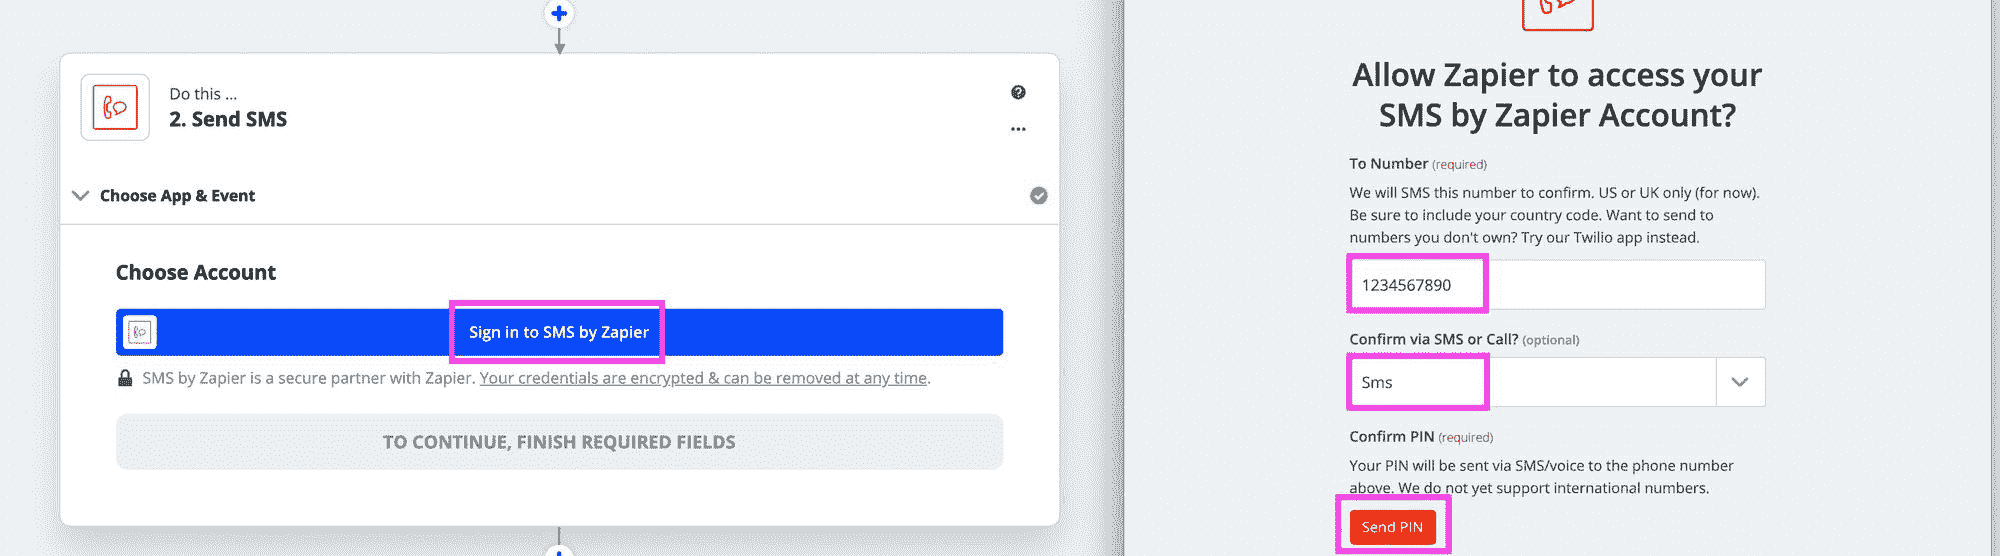 Do this ...
2. Send SMS
Choose App & Event
Choose Account
Sign in to SMS by Zapier
SMS by Zapier is a secure partner with Zapier. Your credentials are encrypted & can be removed at any time.
TO CONTINUE, FINISH REQUIRED FIELDS
Allow Zapier to access your
SMS by Zapier Account?
To Number (required)
We will SMS this number to confirm. US or UK only (for now).
Be sure to include your country code. Want to send to
numbers you don't own? Try our Twilio app instead.
1234567890
Confirm via SMS or Call? (optional)
Sms
Confirm PIN (required)
Your PIN will be sent via SMS/voice to the phone number
above. We do not yet support international numbers.
Send PIN